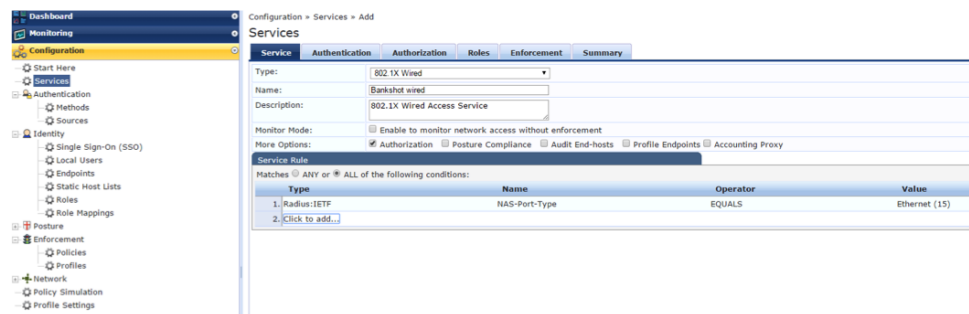 Dashboard
Monitoring
Configuration
Start Here
Services
Authentication
Methods
Sources
Identity
Single Sign-On (SSO)
Local Users
Endpoints
Static Host Lists
Roles
Role Mappings
Posture
Enforcement
Policies
Profiles
Network
Policy Simulation
Profile Settings
Configuration » Services » Add
Services
Service Authentication Authorization Roles Enforcement Summary
Type: 802.1X Wired
Name: Bankshot wired
Description: 802.1X Wired Access Service
Monitor Mode: Enable to monitor network access without enforcement
More Options: Authorization Posture Compliance Audit End-hosts Profile Endpoints Accounting Proxy
Service Rule
Matches ANY or ALL of the following conditions:
Type Name Operator Value
1. Radius:IETF NAS-Port-Type EQUALS Ethernet (15)
2. Click to add...